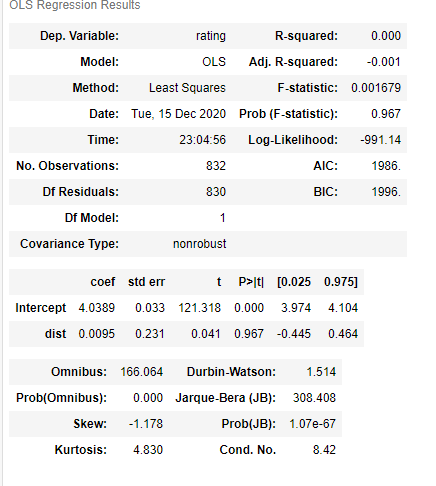 OLS Regression Results
Dep. Variable: rating R-squared: 0.000
Model: OLS Adj. R-squared: -0.001
Method: Least Squares F-statistic: 0.001679
Date: Tue, 15 Dec 2020 Prob (F-statistic): 0.967
Time: 23:04:56 Log-Likelihood: -991.14
No. Observations: 832 AIC: 1986.
Df Residuals: 830 BIC: 1996.
Df Model: 1
Covariance Type: nonrobust
coef std err t P>|t| [0.025 0.975]
Intercept 4.0389 0.033 121.318 0.000 3.974 4.104
dist 0.0095 0.231 0.041 0.967 -0.445 0.464
Omnibus: 166.064 Durbin-Watson: 1.514
Prob(Omnibus): 0.000 Jarque-Bera (JB): 308.408
Skew: -1.178 Prob(JB): 1.07e-67
Kurtosis: 4.830 Cond. No. 8.42